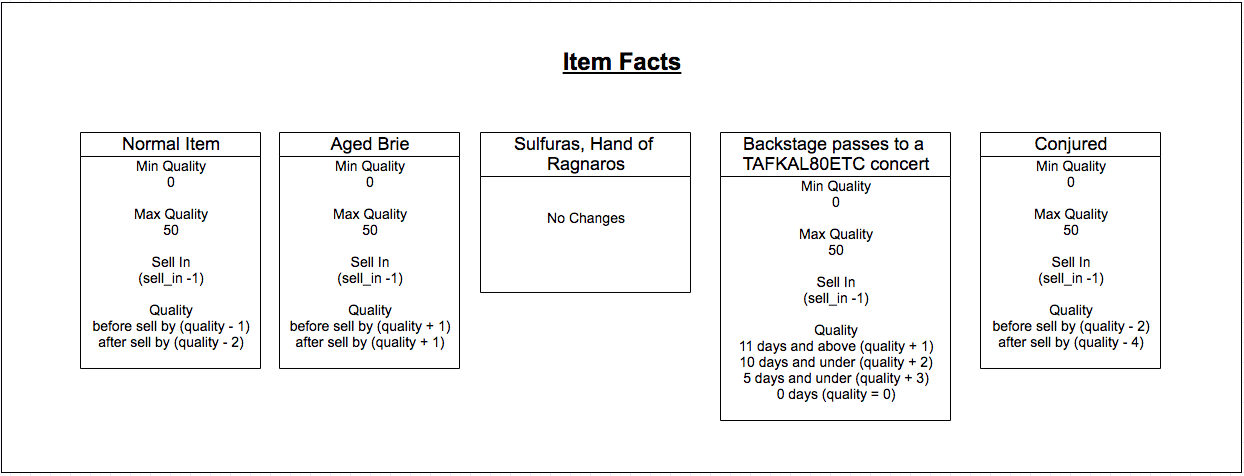 Item Facts
Normal Item
Min Quality
0
Max Quality
50
Sell In
(sell_in -1)
Quality
before sell by (quality - 1)
after sell by (quality - 2)
Aged Brie
Min Quality
0
Max Quality
50
Sell In
(sell_in -1)
Quality
before sell by (quality + 1)
after sell by (quality + 1)
Sulfuras, Hand of
Ragnaros
No Changes
Backstage passes to a
TAFKAL80ETC concert
Min Quality
0
Max Quality
50
Sell In
(sell_in -1)
Quality
11 days and above (quality + 1)
10 days and under (quality + 2)
5 days and under (quality + 3)
0 days (quality = 0)
Conjured
Min Quality
0
Max Quality
50
Sell In
(sell_in -1)
Quality
before sell by (quality - 2)
after sell by (quality - 4)